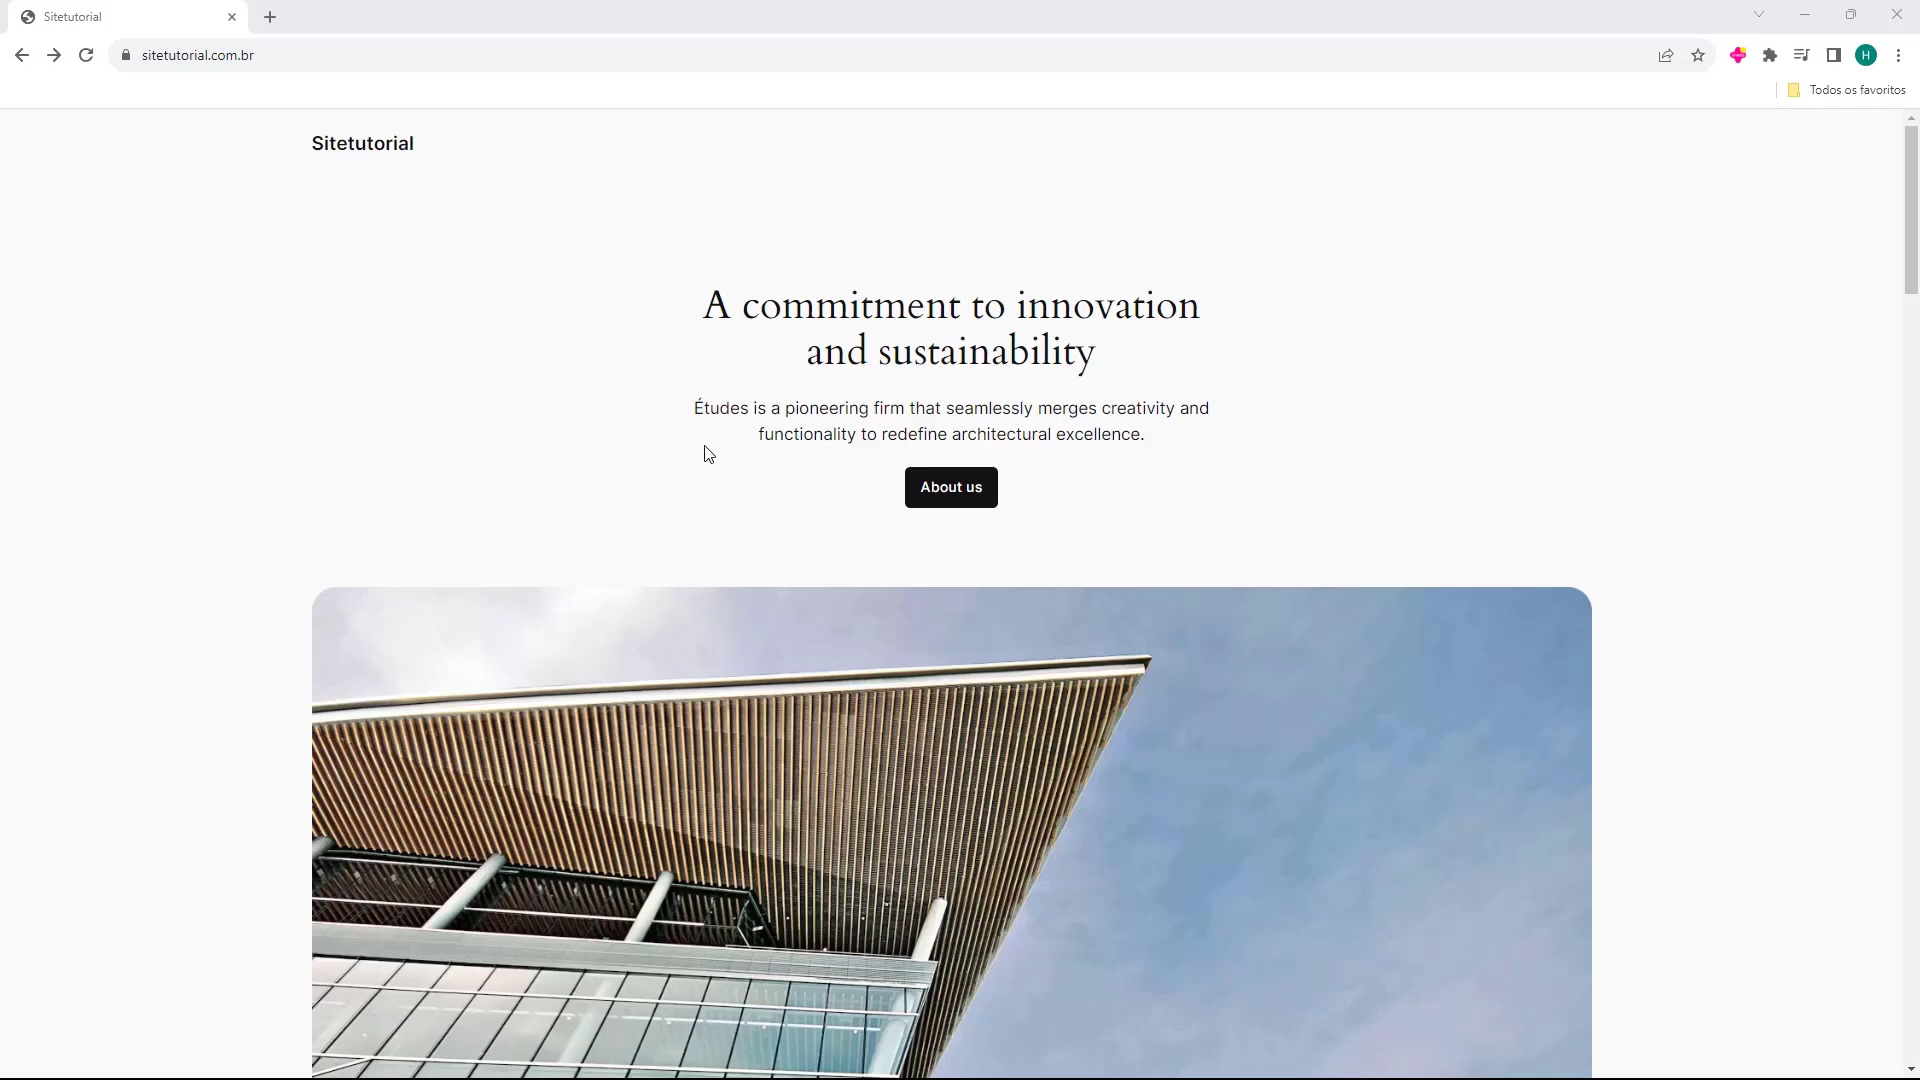 Sitetutorial
sitetutorial.com.br
H
Todos os favoritos
Sitetutorial
A commitment to innovation
and sustainability
Études is a pioneering firm that seamlessly merges creativity and
functionality to redefine architectural excellence.
About us